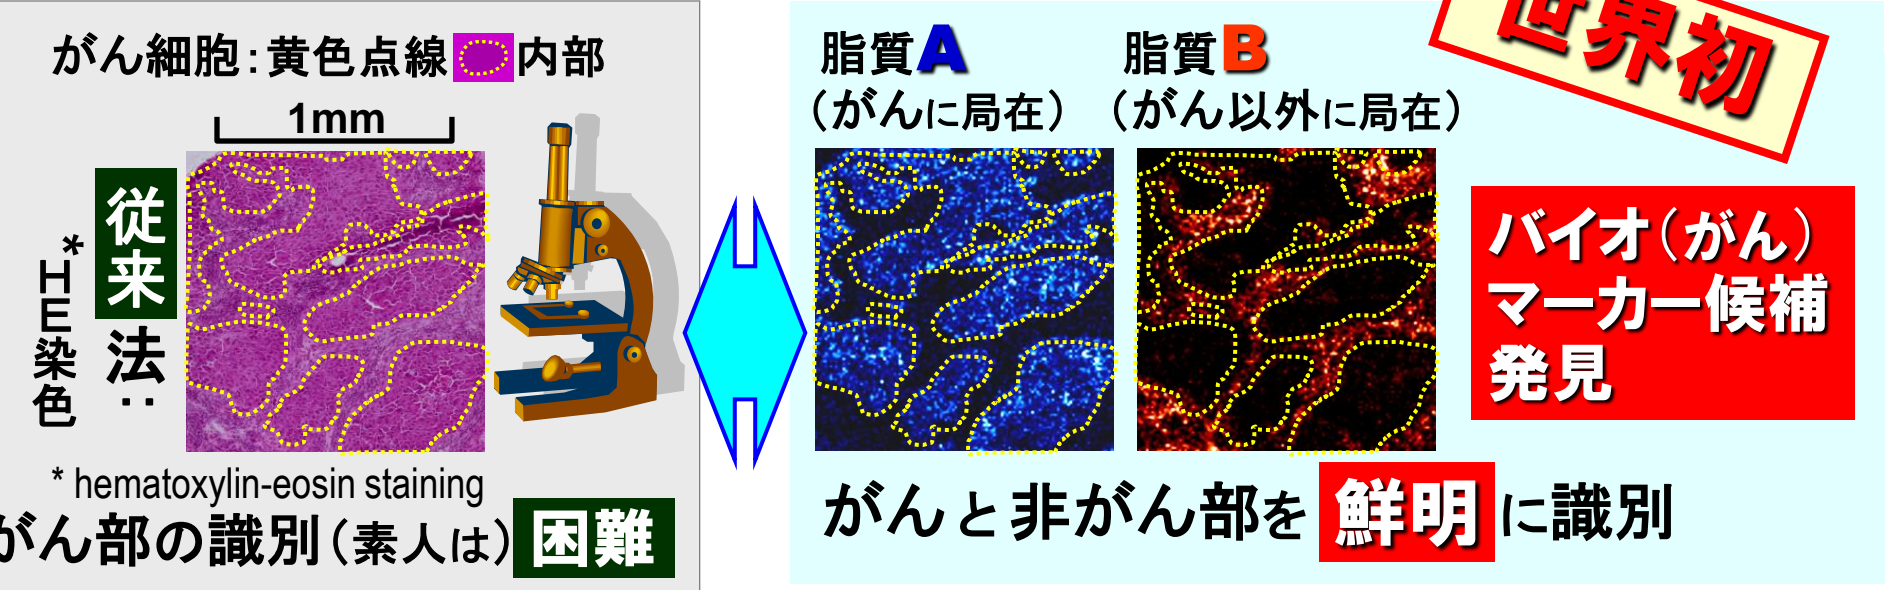 がん細胞：黄色点線 内部
1mm
従来法：
*HE染色
* hematoxylin-eosin staining
がん部の識別（素人は）困難
脂質A
（がんに局在）
脂質B
（がん以外に局在）
世界初
バイオ（がん）
マーカー候補
発見
がんと非がん部を鮮明に識別